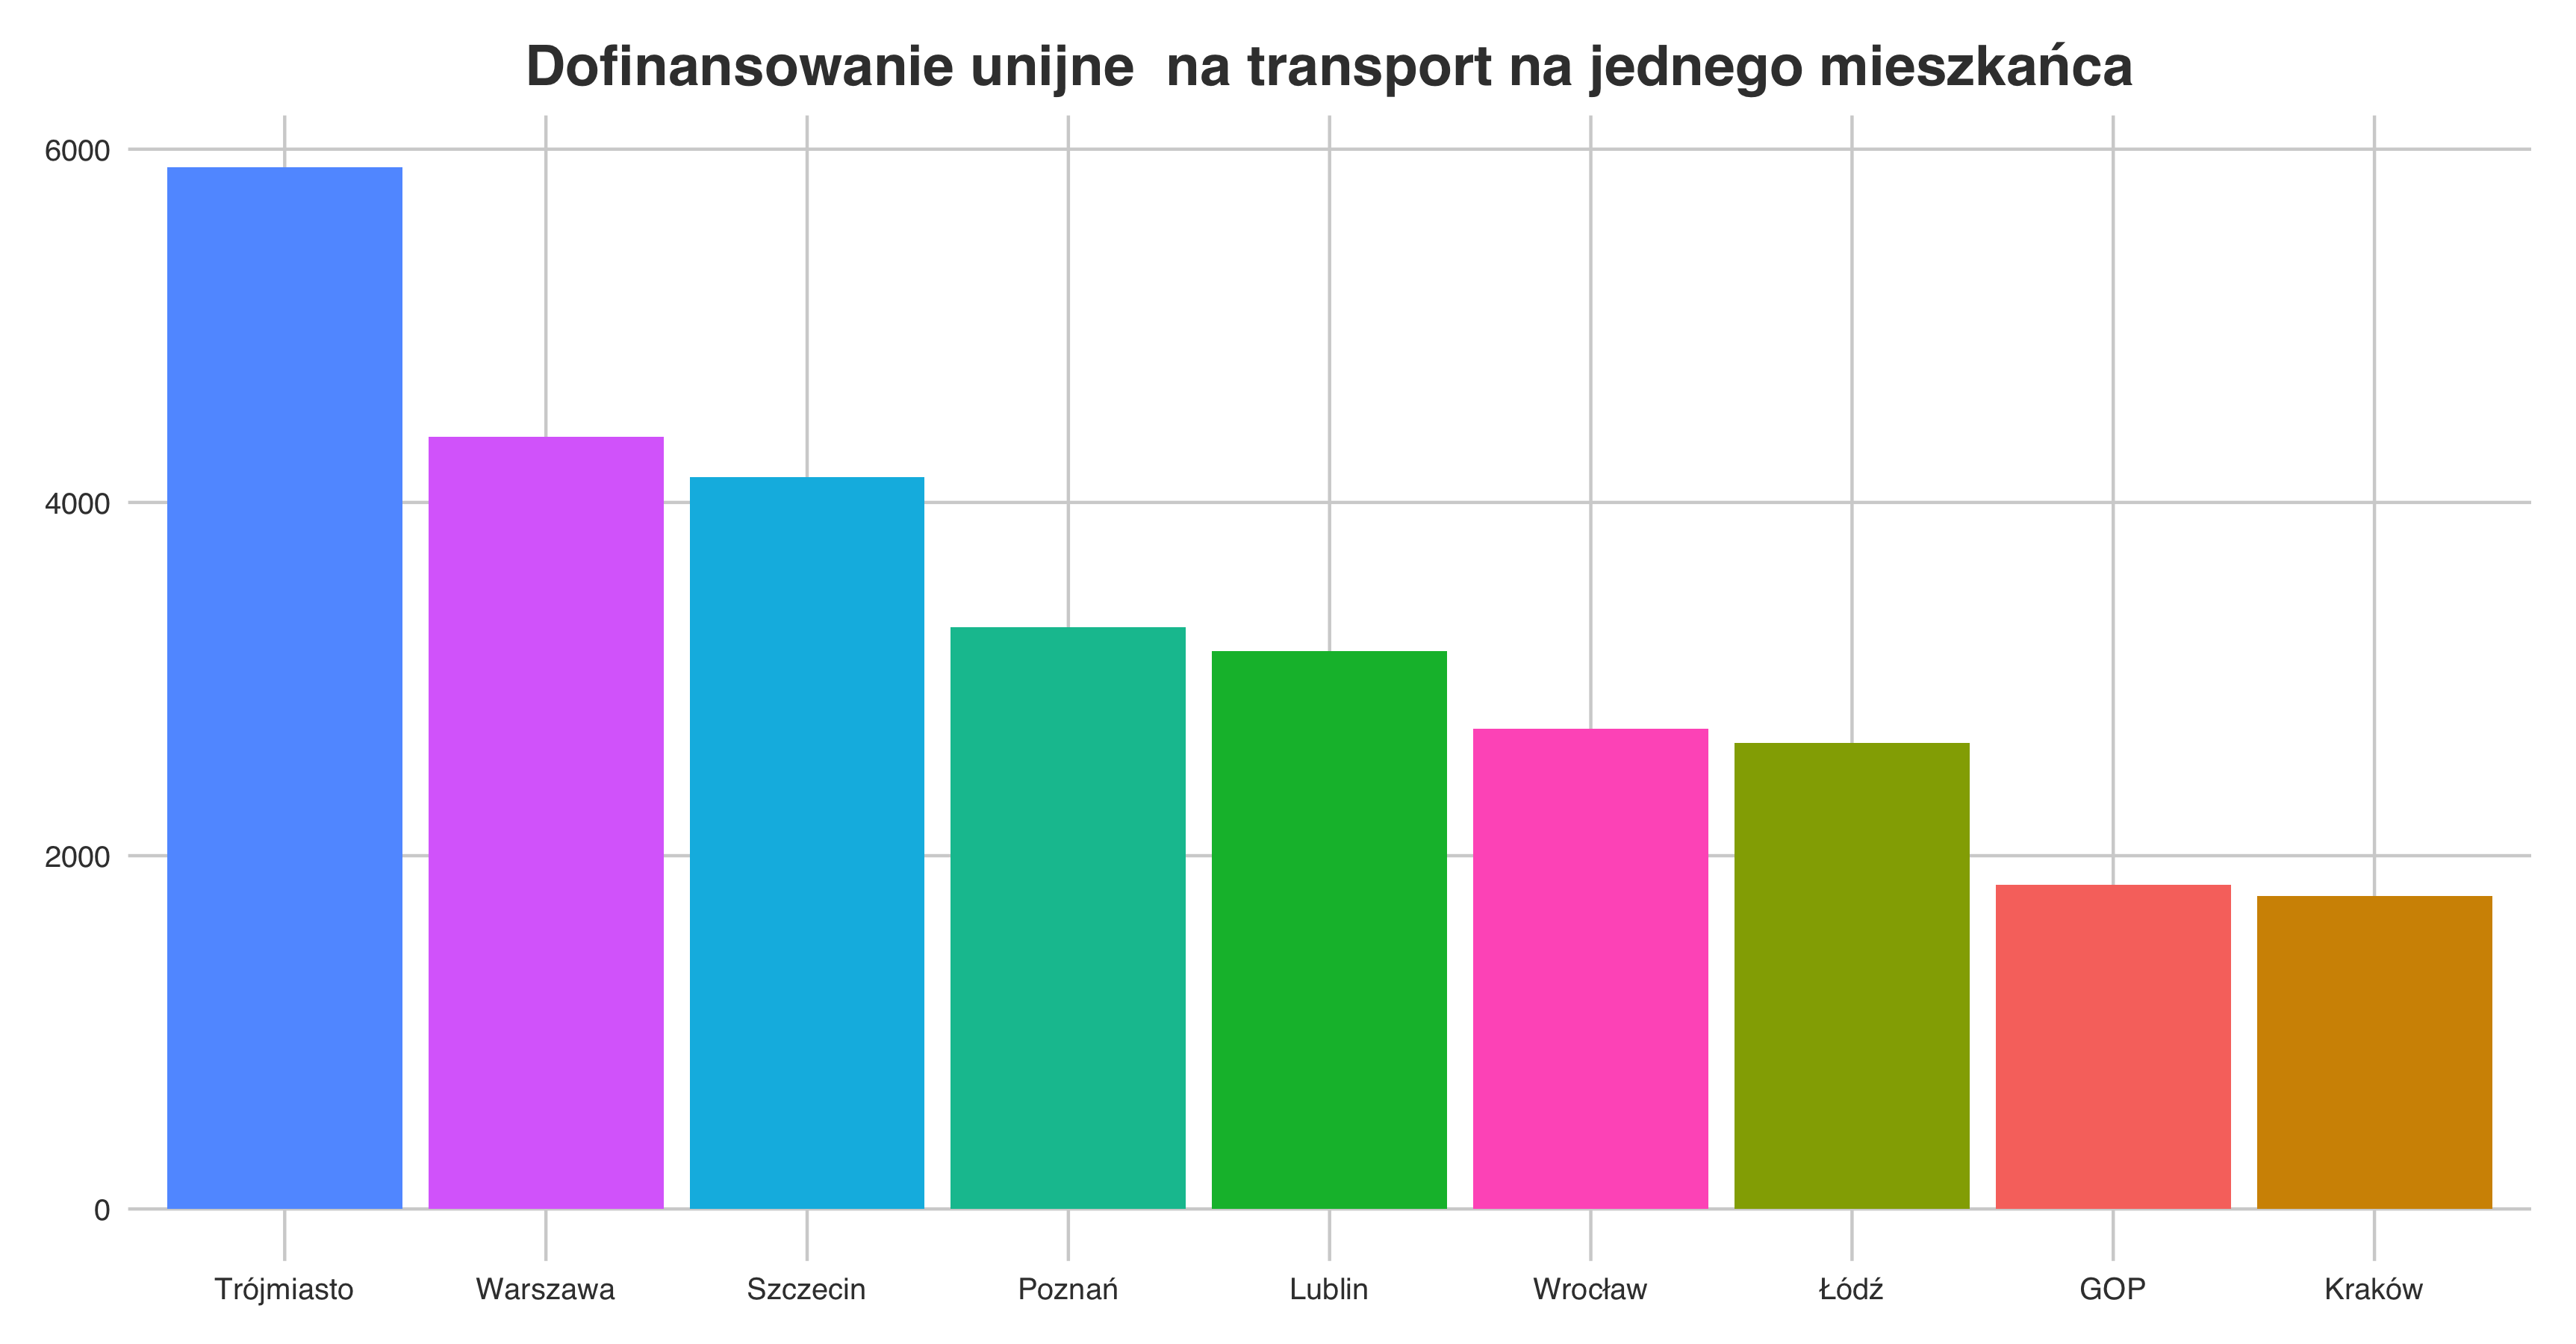 Dofinansowanie unijne  na transport na jednego mieszkańca
6000
4000
2000
0
Trójmiasto Warszawa Szczecin Poznań Lublin Wrocław Łódź GOP Kraków